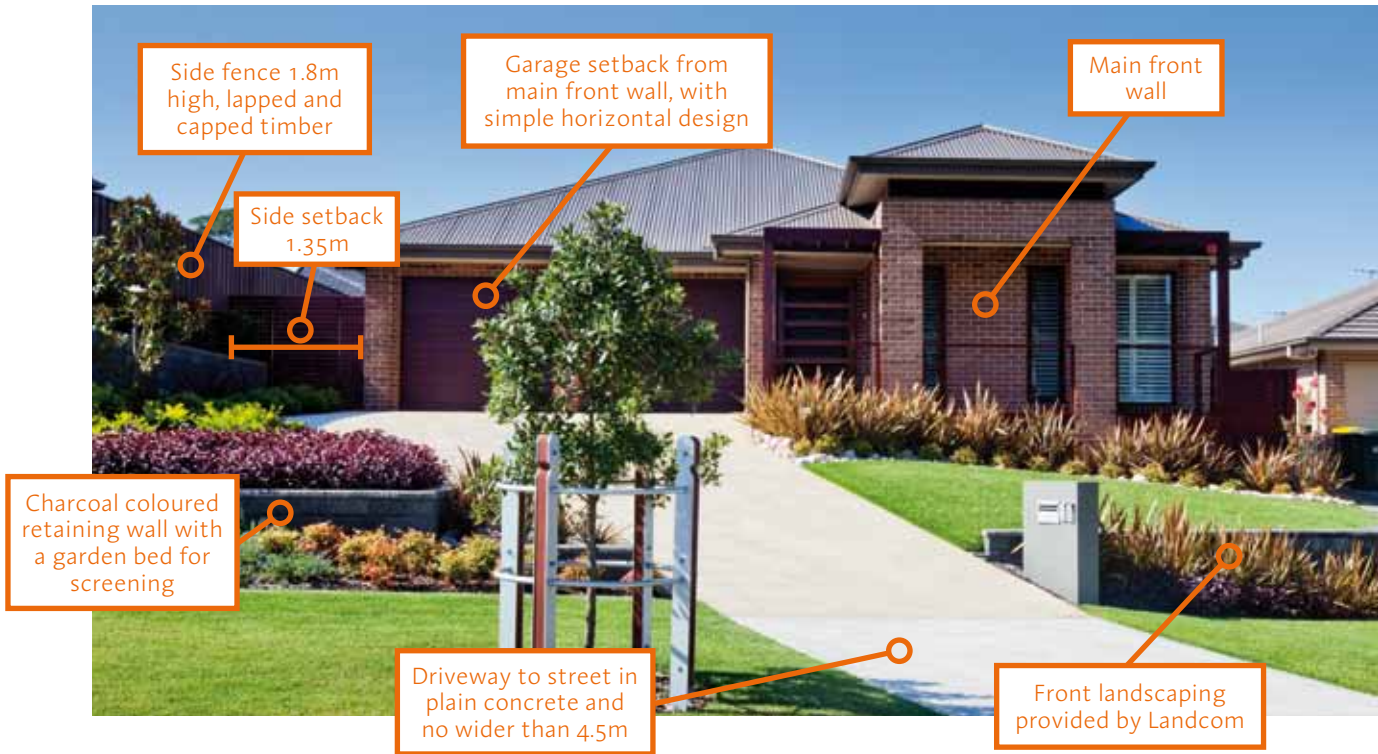 Side fence 1.8m
high, lapped and
capped timber
Garage setback from
main front wall, with
simple horizontal design
Main front
wall
Side setback
1.35m
Charcoal coloured
retaining wall with
a garden bed for
screening
Driveway to street in
plain concrete and
no wider than 4.5m
Front landscaping
provided by Landcom